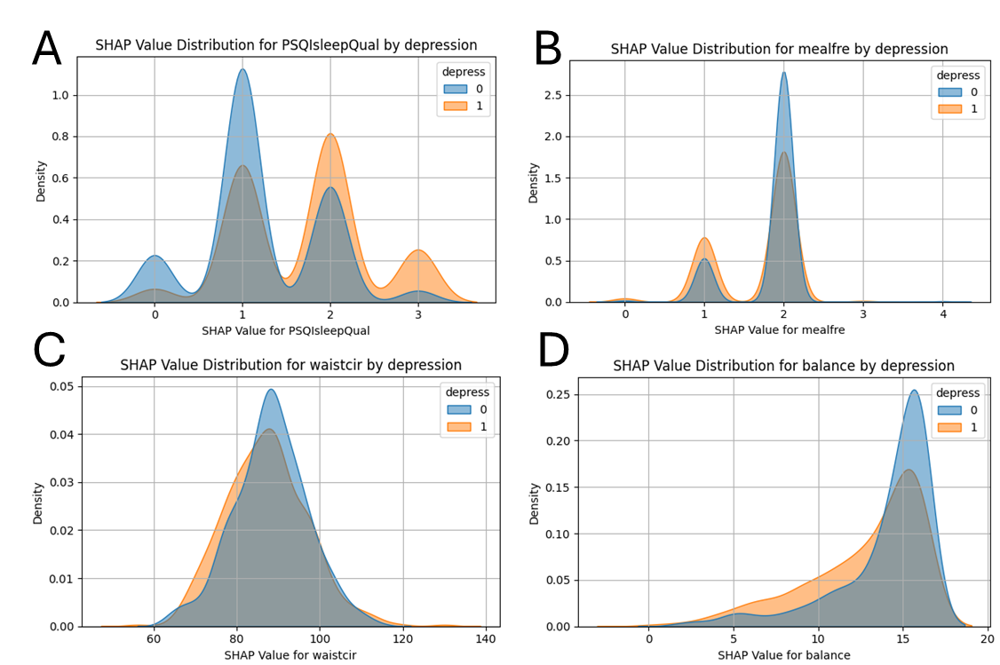 A
SHAP Value Distribution for PSQIsleepQual by depression
depress
0
1
1.0
0.8
0.6
0.4
0.2
0.0
Density
0 1 2 3
SHAP Value for PSQIsleepQual
B
SHAP Value Distribution for mealfre by depression
depress
0
1
2.5
2.0
1.5
1.0
0.5
0.0
Density
0 1 2 3 4
SHAP Value for mealfre
C
SHAP Value Distribution for waistcir by depression
depress
0
1
0.05
0.04
0.03
0.02
0.01
0.00
Density
60 80 100 120 140
SHAP Value for waistcir
D
SHAP Value Distribution for balance by depression
depress
0
1
0.25
0.20
0.15
0.10
0.05
0.00
Density
0 5 10 15 20
SHAP Value for balance